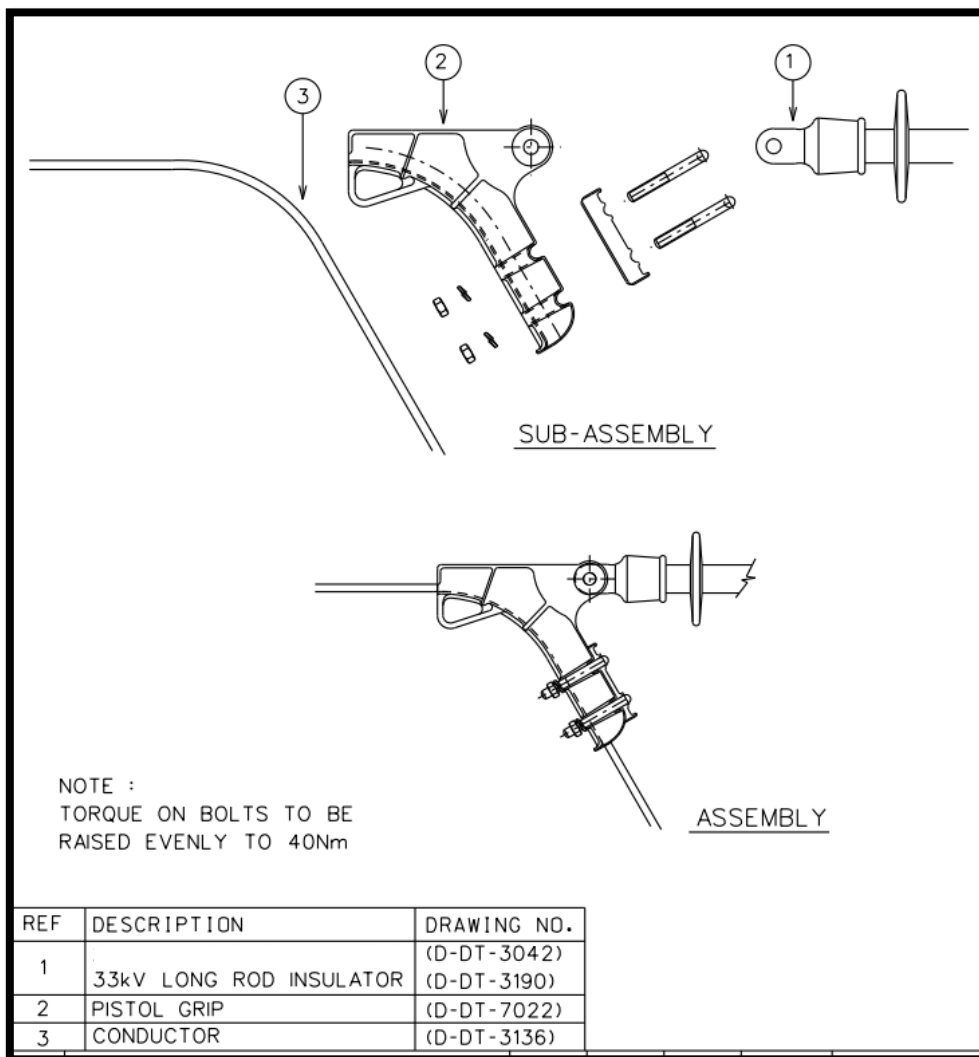 3
2
1
SUB-ASSEMBLY
NOTE :
TORQUE ON BOLTS TO BE
RAISED EVENLY TO 40Nm
ASSEMBLY
REF DESCRIPTION DRAWING NO.
1 33kV LONG ROD INSULATOR (D-DT-3042)
(D-DT-3190)
2 PISTOL GRIP (D-DT-7022)
3 CONDUCTOR (D-DT-3136)